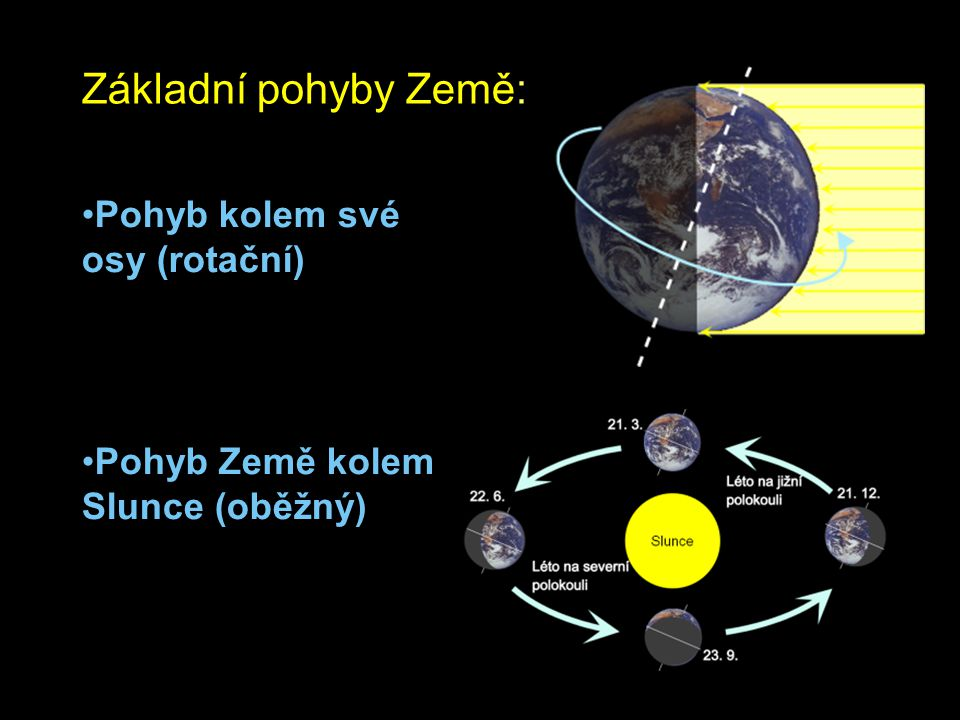 Základní pohyby Země:
•Pohyb kolem své
osy (rotační)
•Pohyb Země kolem
Slunce (oběžný)
21. 3.
Léto na jižní
polokouli
22. 6.
21. 12.
Slunce
Léto na severní
polokouli
23. 9.